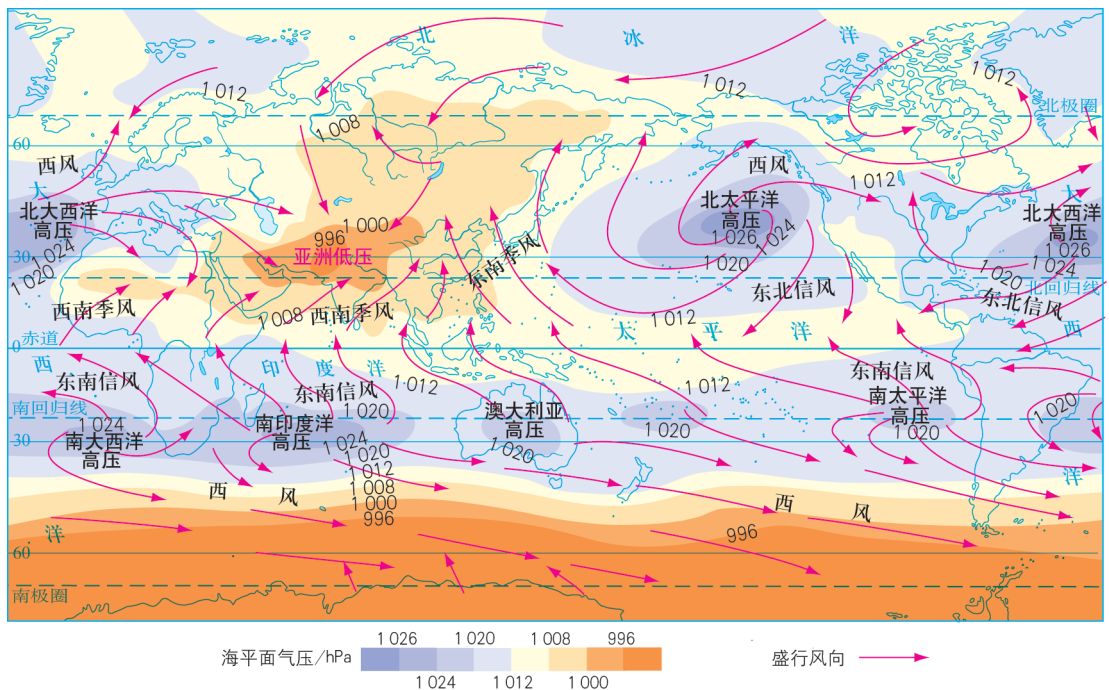 北 冰 洋
1 012
1 012
1 012
1 008
北极圈
60
西风
西风
大
大
1 012
北大西洋
高压
北太平洋
高压
1 026
北大西洋
高压
1 026
1 024
1 020
1 000
996
亚洲低压
东南季风
1 024
1 020
1 024
1 020
30
北回归线
西南季风
1 008
西南季风
东北信风
东北信风
1 012
太 平 洋
赤道
0
西
西
印 度 洋
东南信风
东南信风
1 012
1 012
东南信风
南回归线
1 024
1 020
南大西洋
高压
南印度洋
高压
澳大利亚
高压
1 020
1 020
南太平洋
高压
1 020
1 020
30
1 024
1 020
1 012
1 008
1 000
996
西 风
西 风
洋
洋
996
60
南极圈
海平面气压/hPa
1 026 1 020 1 008 996
1 024 1 012 1 000
盛行风向